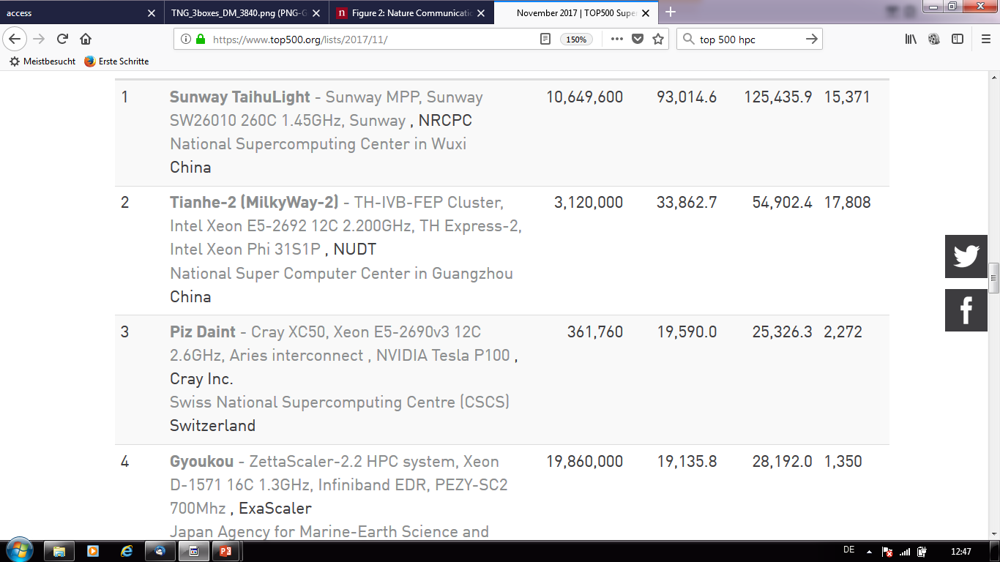 access
TNG_3boxes_DM_3840.png (PNG-G
n Figure 2: Nature Communicatio
November 2017 | TOP500 Supe
https://www.top500.org/lists/2017/11/
150%
top 500 hpc
Meistbesucht
Erste Schritte
1 Sunway TaihuLight - Sunway MPP, Sunway 10,649,600 93,014.6 125,435.9 15,371
SW26010 260C 1.45GHz, Sunway , NRCPC
National Supercomputing Center in Wuxi
China
2 Tianhe-2 (MilkyWay-2) - TH-IVB-FEP Cluster, 3,120,000 33,862.7 54,902.4 17,808
Intel Xeon E5-2692 12C 2.200GHz, TH Express-2,
Intel Xeon Phi 31S1P , NUDT
National Super Computer Center in Guangzhou
China
3 Piz Daint - Cray XC50, Xeon E5-2690v3 12C 361,760 19,590.0 25,326.3 2,272
2.6GHz, Aries interconnect , NVIDIA Tesla P100 ,
Cray Inc.
Swiss National Supercomputing Centre (CSCS)
Switzerland
4 Gyoukou - ZettaScaler-2.2 HPC system, Xeon 19,860,000 19,135.8 28,192.0 1,350
D-1571 16C 1.3GHz, Infiniband EDR, PEZY-SC2
700Mhz , ExaScaler
Japan Agency for Marine-Earth Science and
DE
12:47